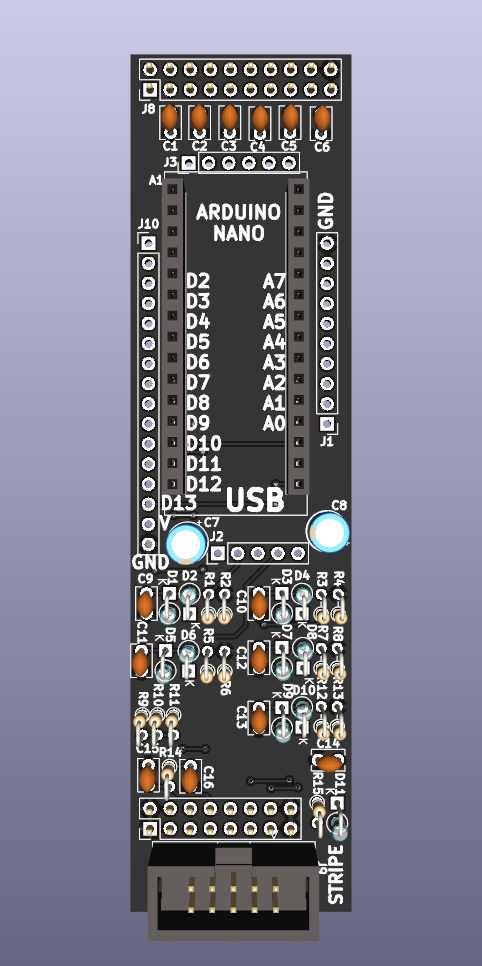 J8
C1 C2 C3 C4 C5 C6
J3
A1
ARDUINO
NANO
GND
J10
D2 A7
D3 A6
D4 A5
D5 A4
D6 A3
D7 A2
D8 A1
D9 A0
J1
D10
D11
D12
D13
USB
C8
V
C7
J2
GND
C9 D1 D2 R1 R2 C10 D3 D4 R3 R4
K K K K
D5 D6 R5 R6 C12 D7 D8 R7 R8
K K K K
R9 R10 R11 C13 D9 D10 R12 R13
K K
C15 R14 C16 C14
R15 D11
K
STRIPE